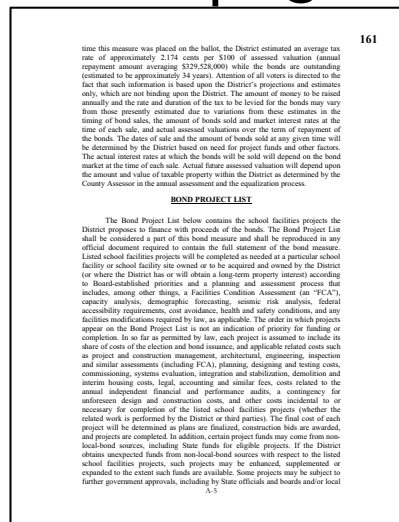 161
time this measure was placed on the ballot, the District estimated an average tax
rate of approximately 2.174 cents per $100 of assessed valuation (annual
repayment amount averaging $329,528,000) while the bonds are outstanding
(estimated to be approximately 34 years). Attention of all voters is directed to the
fact that such information is based upon the District's projections and estimates
only, which are not binding upon the District. The amount of money to be raised
annually and the rate and duration of the tax to be levied for the bonds may vary
from those presently estimated due to variations from these estimates in the
timing of bond sales, the amount of bonds sold and market interest rates at the
time of each sale, and actual assessed valuations over the term of repayment of
the bonds. The dates of sale and the amount of bonds sold at any given time will
be determined by the District based on need for project funds and other factors.
The actual interest rates at which the bonds will be sold will depend on the bond
market at the time of each sale. Actual future assessed valuation will depend upon
the amount and value of taxable property within the District as determined by the
County Assessor in the annual assessment and the equalization process.
BOND PROJECT LIST
The Bond Project List below contains the school facilities projects the
District proposes to finance with proceeds of the bonds. The Bond Project List
shall be considered a part of this bond measure and shall be reproduced in any
official document required to contain the full statement of the bond measure.
Listed school facilities projects will be completed as needed at a particular school
facility or school facility site owned or to be acquired and owned by the District
(or where the District has or will obtain a long-term property interest) according
to Board-established priorities and a planning and assessment process that
includes, among other things, a Facilities Condition Assessment (an "FCA"),
capacity analysis, demographic forecasting, seismic risk analysis, federal
accessibility requirements, cost avoidance, health and safety conditions, and any
facilities modifications required by law, as applicable. The order in which projects
appear on the Bond Project List is not an indication of priority for funding or
completion. In so far as permitted by law, each project is assumed to include its
share of costs of the election and bond issuance, and applicable related costs such
as project and construction management, architectural, engineering, inspection
and similar assessments (including FCA), planning, designing and testing costs,
commissioning, systems evaluation, integration and stabilization, demolition and
interim housing costs, legal, accounting and similar fees, costs related to the
annual independent financial and performance audits, a contingency for
unforeseen design and construction costs, and other costs incidental to or
necessary for completion of the listed school facilities projects (whether the
related work is performed by the District or third parties). The final cost of each
project will be determined as plans are finalized, construction bids are awarded,
and projects are completed. In addition, certain project funds may come from non-
local-bond sources, including State funds for eligible projects. If the District
obtains unexpected funds from non-local-bond sources with respect to the listed
school facilities projects, such projects may be enhanced, supplemented or
expanded to the extent such funds are available. Some projects may be subject to
further government approvals, including by State officials and boards and/or local
A-5